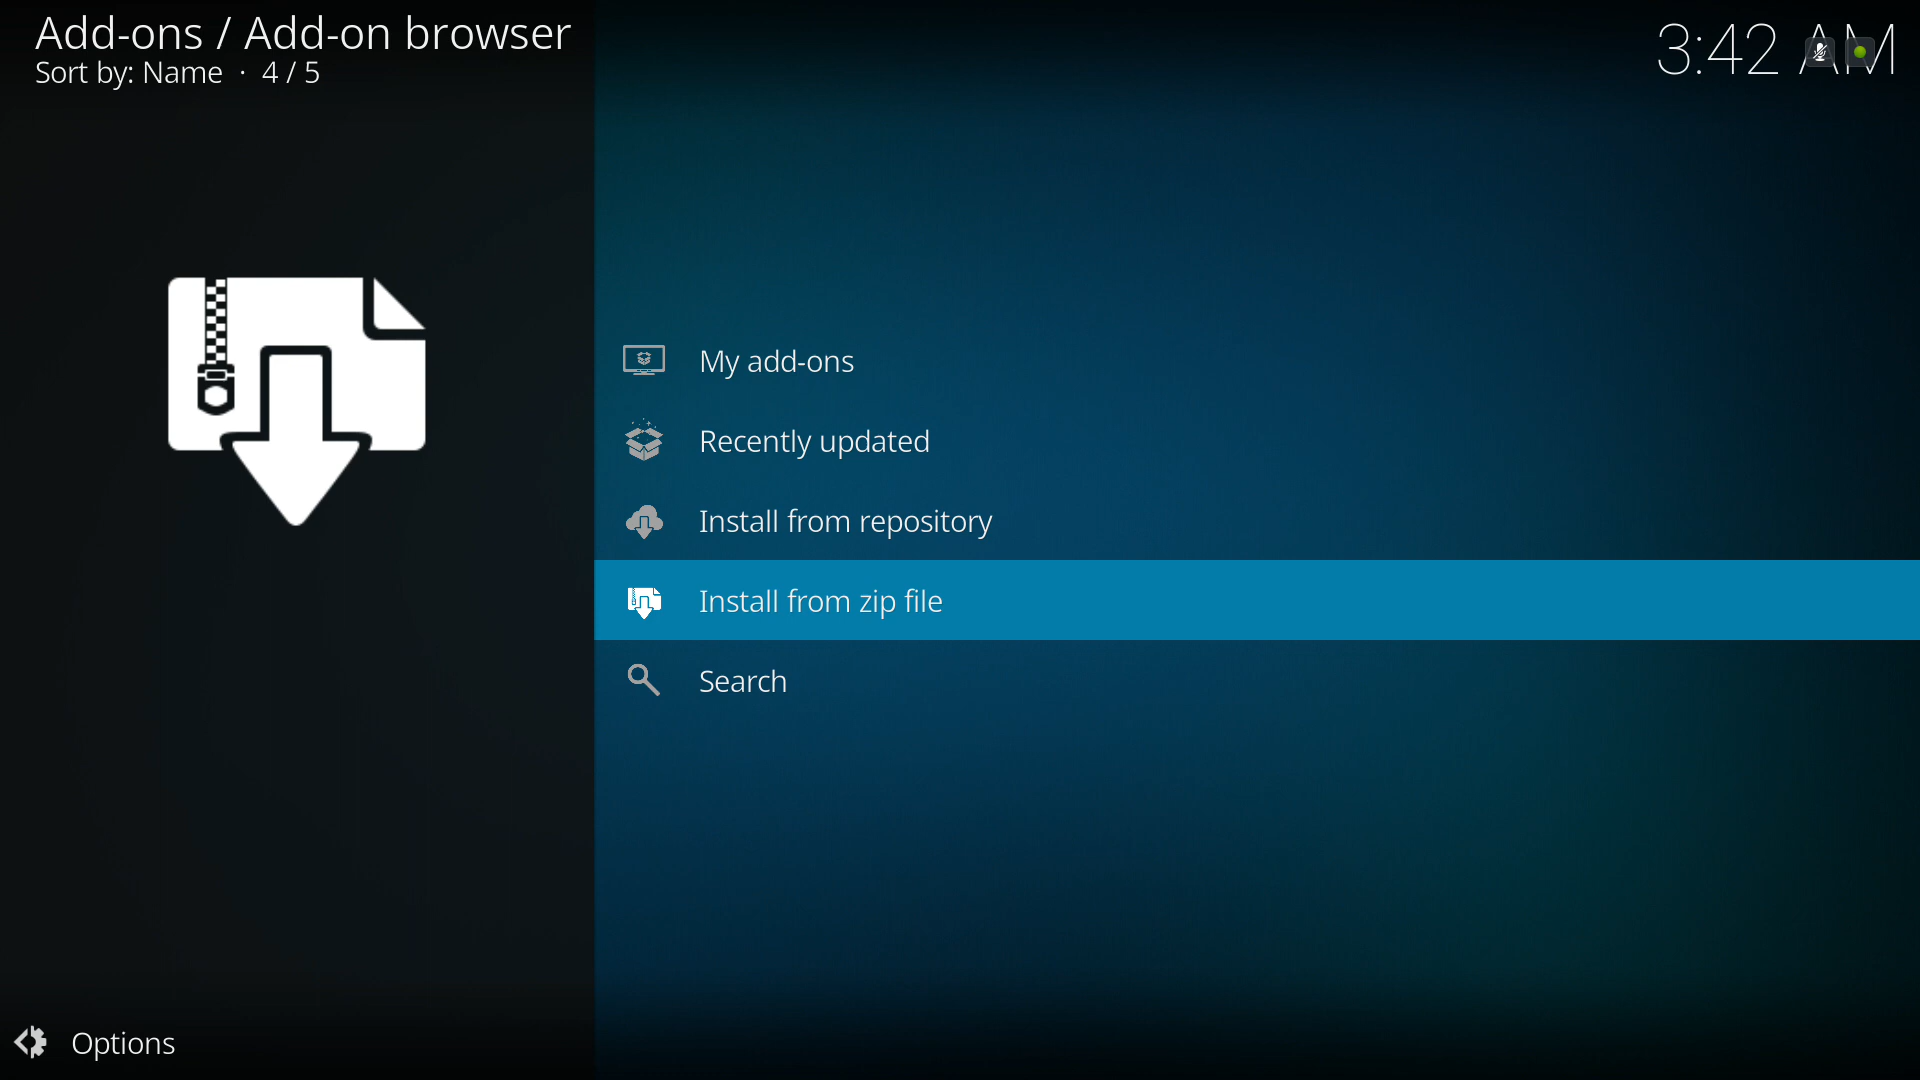 Add-ons / Add-on browser
Sort by: Name · 4 / 5
3:42 AM
My add-ons
Recently updated
Install from repository
Install from zip file
Search
Options